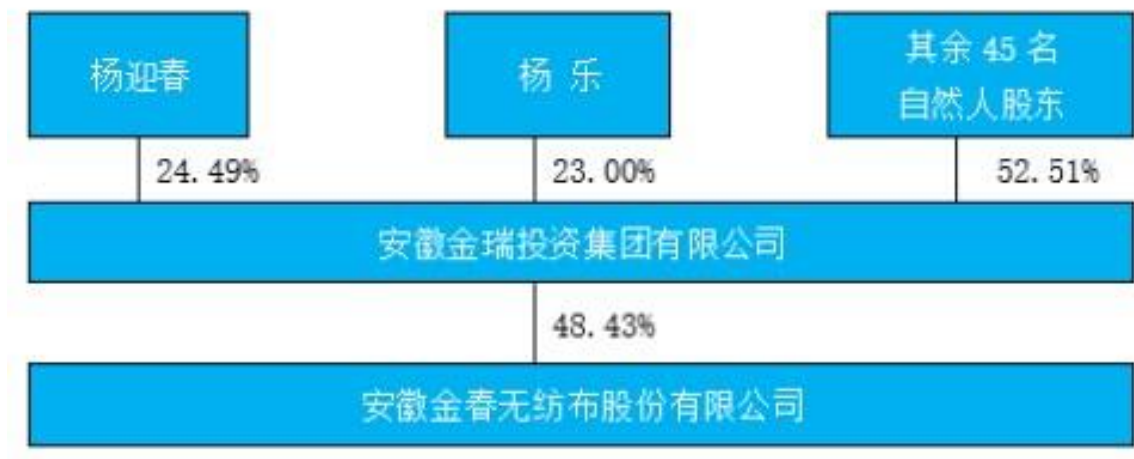 杨迎春
杨 乐
其余 45 名
自然人股东
24.49%
23.00%
52.51%
安徽金瑞投资集团有限公司
48.43%
安徽金春无纺布股份有限公司